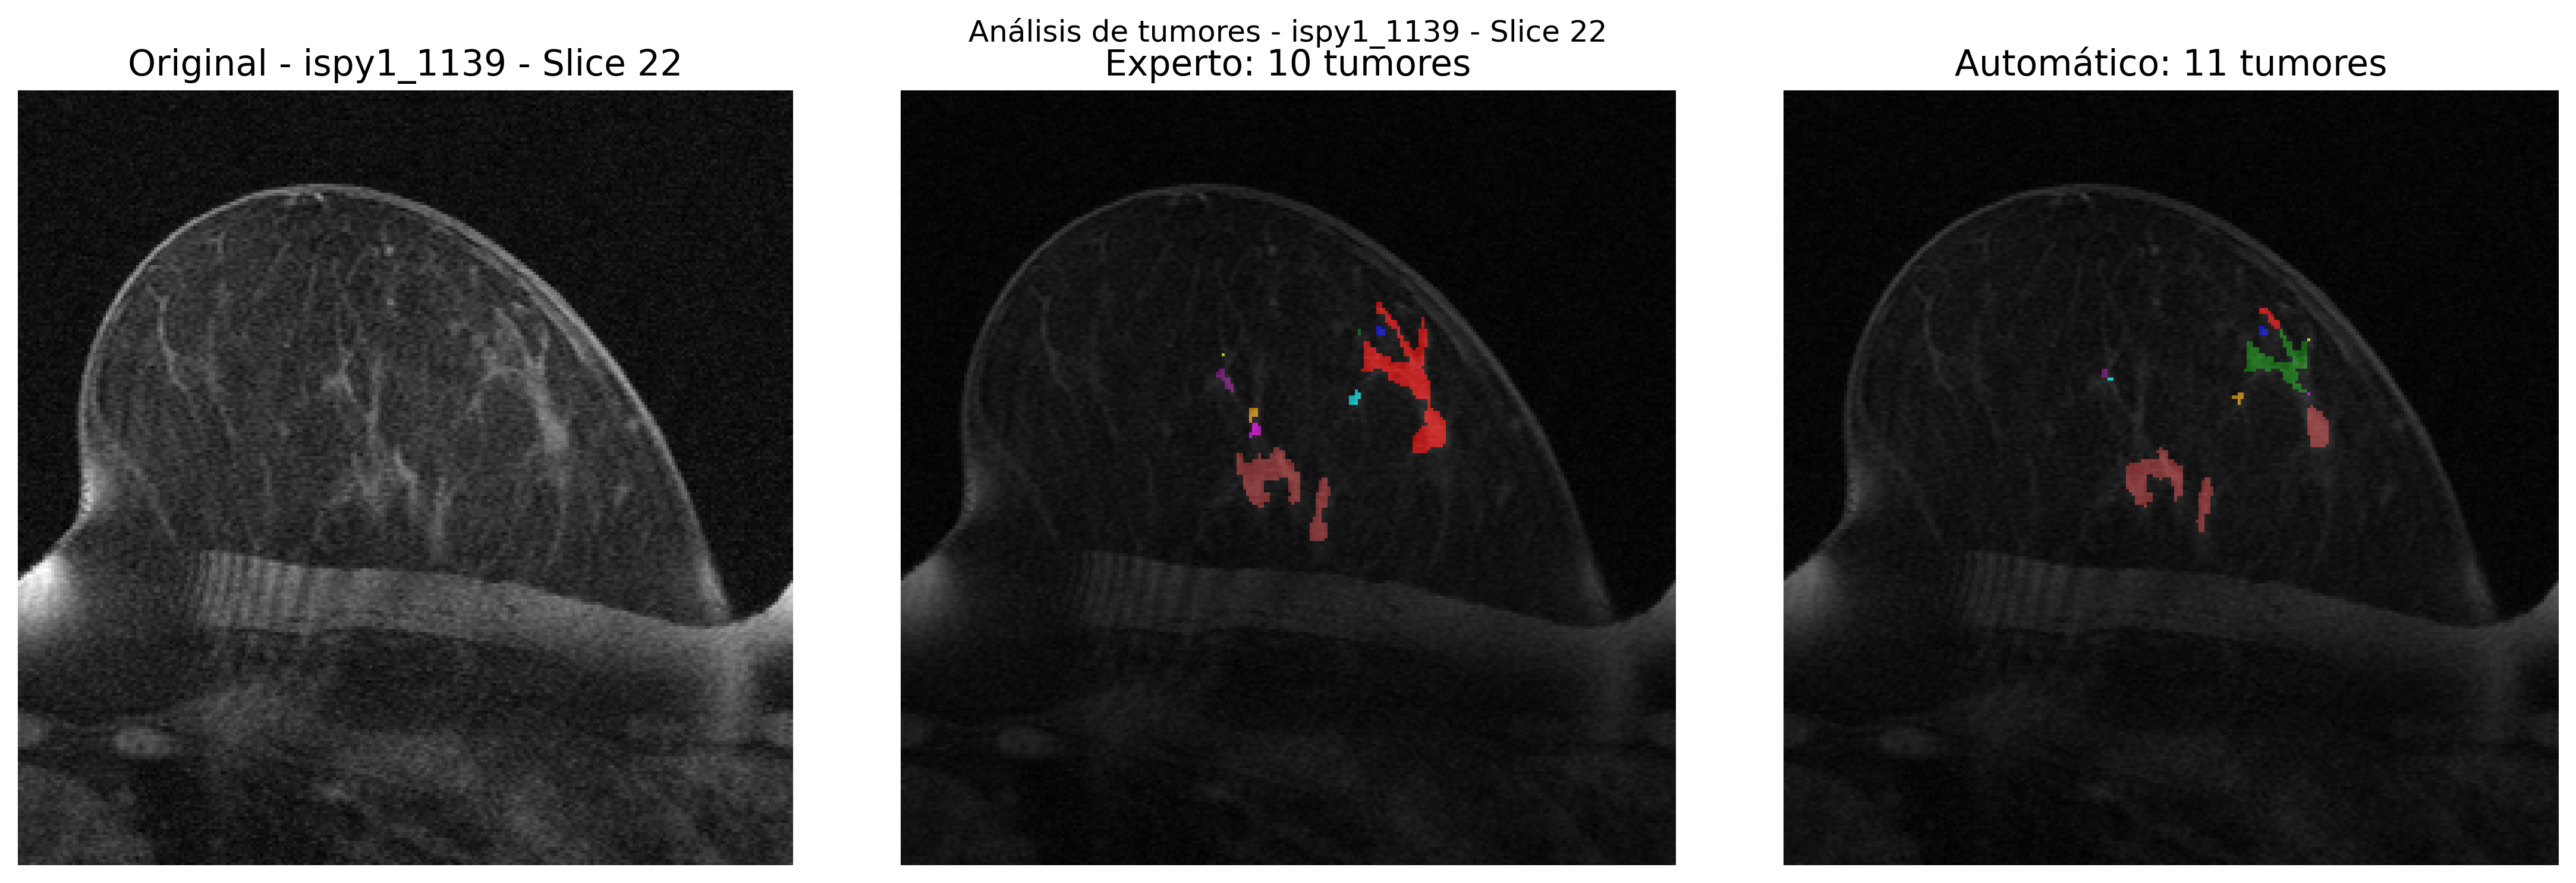 Análisis de tumores - ispy1_1139 - Slice 22
Original - ispy1_1139 - Slice 22
Experto: 10 tumores
Automático: 11 tumores